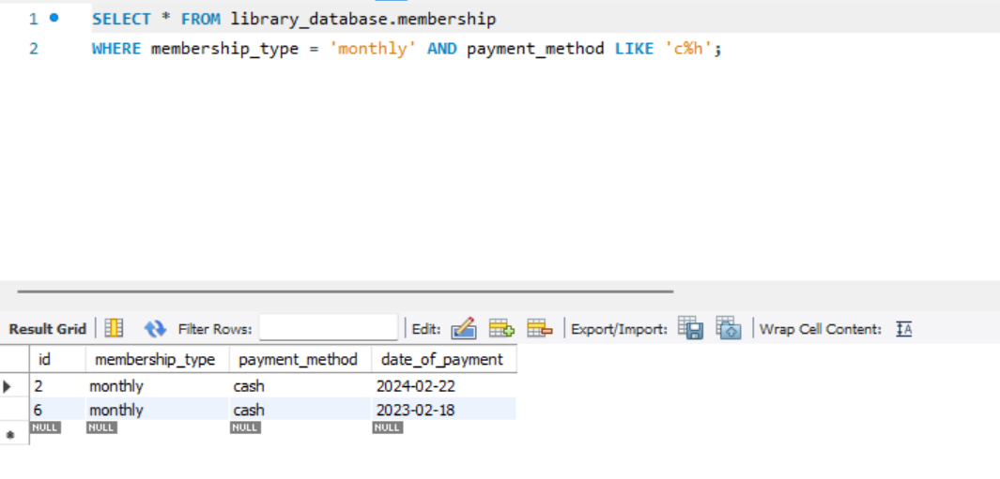 1 SELECT * FROM library_database.membership
2 WHERE membership_type = 'monthly' AND payment_method LIKE 'c%h';
Result Grid Filter Rows: Edit: Export/Import: Wrap Cell Content: IA
id membership_type payment_method date_of_payment
2 monthly cash 2024-02-22
6 monthly cash 2023-02-18
NULL NULL NULL NULL